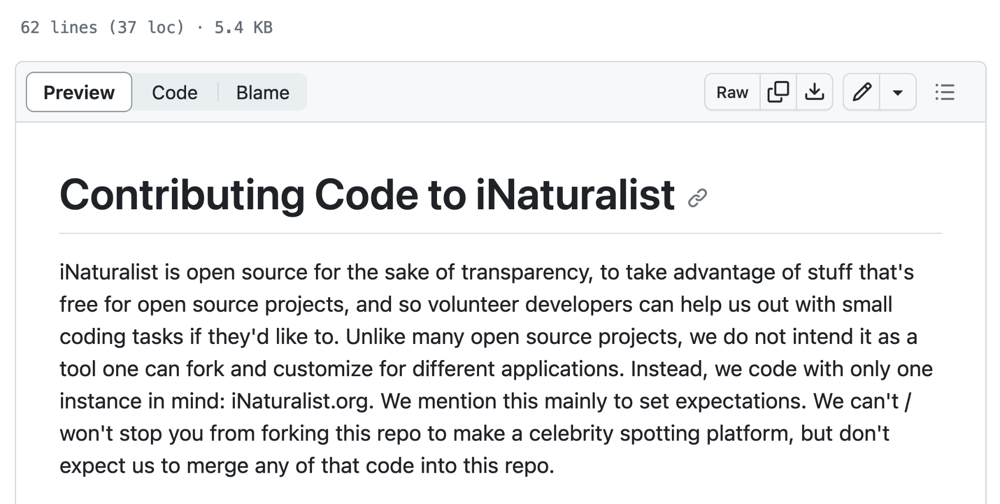 62 lines (37 loc) · 5.4 KB
Preview Code Blame Raw
Contributing Code to iNaturalist
iNaturalist is open source for the sake of transparency, to take advantage of stuff that's
free for open source projects, and so volunteer developers can help us out with small
coding tasks if they'd like to. Unlike many open source projects, we do not intend it as a
tool one can fork and customize for different applications. Instead, we code with only one
instance in mind: iNaturalist.org. We mention this mainly to set expectations. We can't /
won't stop you from forking this repo to make a celebrity spotting platform, but don't
expect us to merge any of that code into this repo.